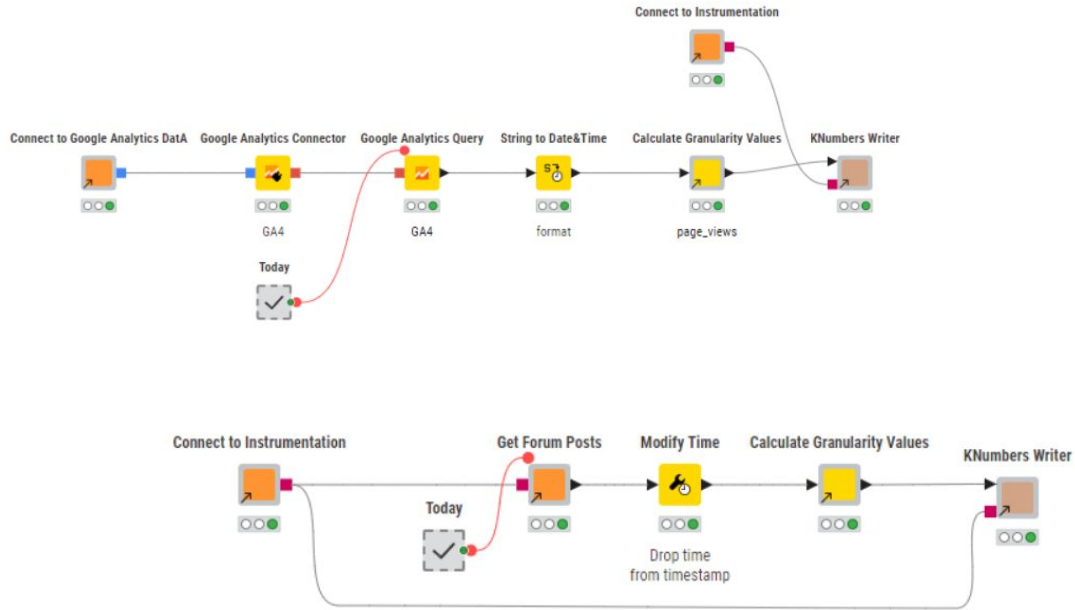 Connect to Instrumentation
Connect to Google Analytics DatA
Google Analytics Connector
Google Analytics Query
String to Date&Time
Calculate Granularity Values
KNumbers Writer
S
GA4
GA4
format
page_views
Today
Connect to Instrumentation
Get Forum Posts
Modify Time
Calculate Granularity Values
KNumbers Writer
Today
Drop time
from timestamp